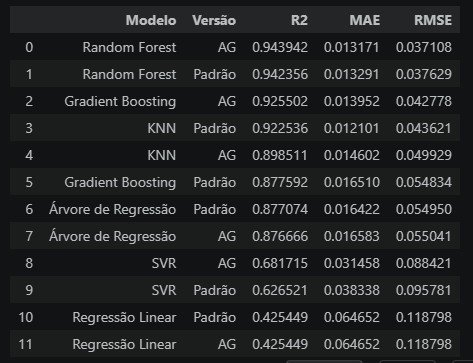 Modelo Versão R2 MAE RMSE
0 Random Forest AG 0.943942 0.013171 0.037108
1 Random Forest Padrão 0.942356 0.013291 0.037629
2 Gradient Boosting AG 0.925502 0.013952 0.042778
3 KNN Padrão 0.922536 0.012101 0.043621
4 KNN AG 0.898511 0.014602 0.049929
5 Gradient Boosting Padrão 0.877592 0.016510 0.054834
6 Árvore de Regressão Padrão 0.877074 0.016422 0.054950
7 Árvore de Regressão AG 0.876666 0.016583 0.055041
8 SVR AG 0.681715 0.031458 0.088421
9 SVR Padrão 0.626521 0.038338 0.095781
10 Regressão Linear Padrão 0.425449 0.064652 0.118798
11 Regressão Linear AG 0.425449 0.064652 0.118798